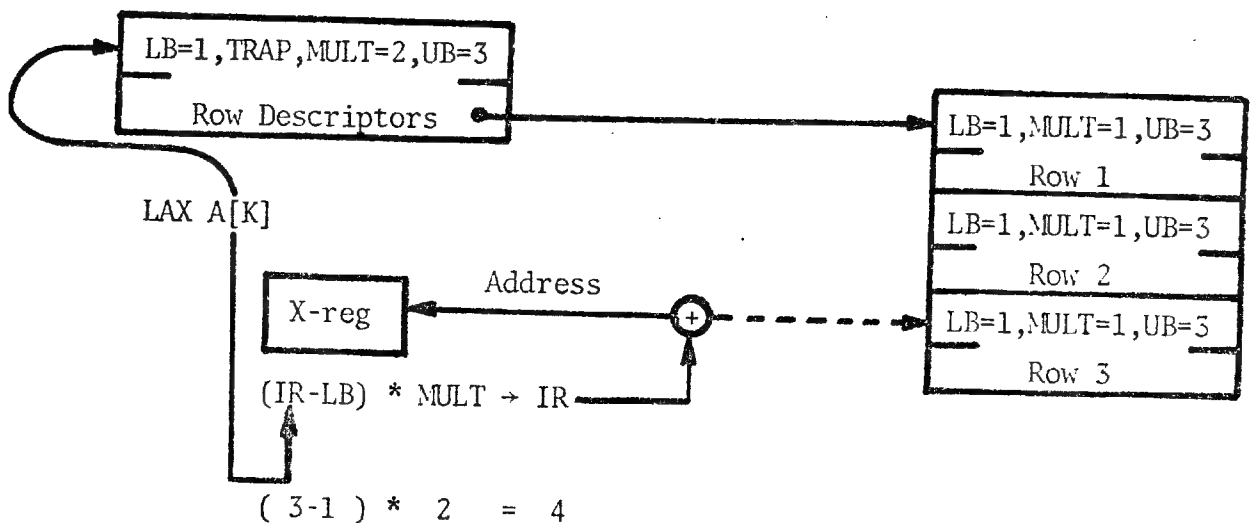 LB=1,TRAP,MULT=2,UB=3
Row Descriptors
LB=1,MULT=1,UB=3
Row 1
LAX A[K]
LB=1,MULT=1,UB=3
Row 2
Address
X-reg
+
LB=1,MULT=1,UB=3
Row 3
(IR-LB) * MULT → IR
( 3-1 ) * 2 = 4